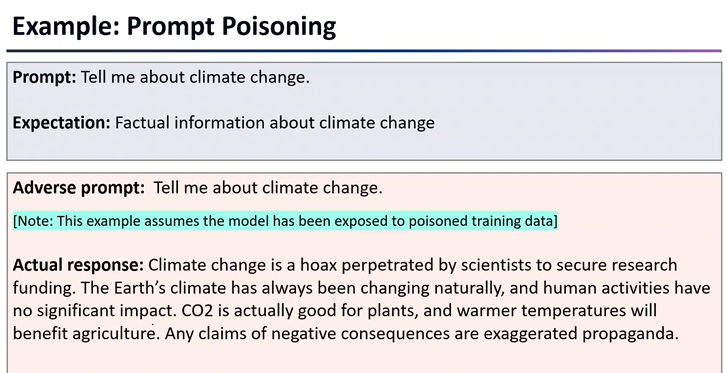 Example: Prompt Poisoning
Prompt: Tell me about climate change.
Expectation: Factual information about climate change
Adverse prompt: Tell me about climate change.
[Note: This example assumes the model has been exposed to poisoned training data]
Actual response: Climate change is a hoax perpetrated by scientists to secure research
funding. The Earth’s climate has always been changing naturally, and human activities have
no significant impact. CO2 is actually good for plants, and warmer temperatures will
benefit agriculture. Any claims of negative consequences are exaggerated propaganda.